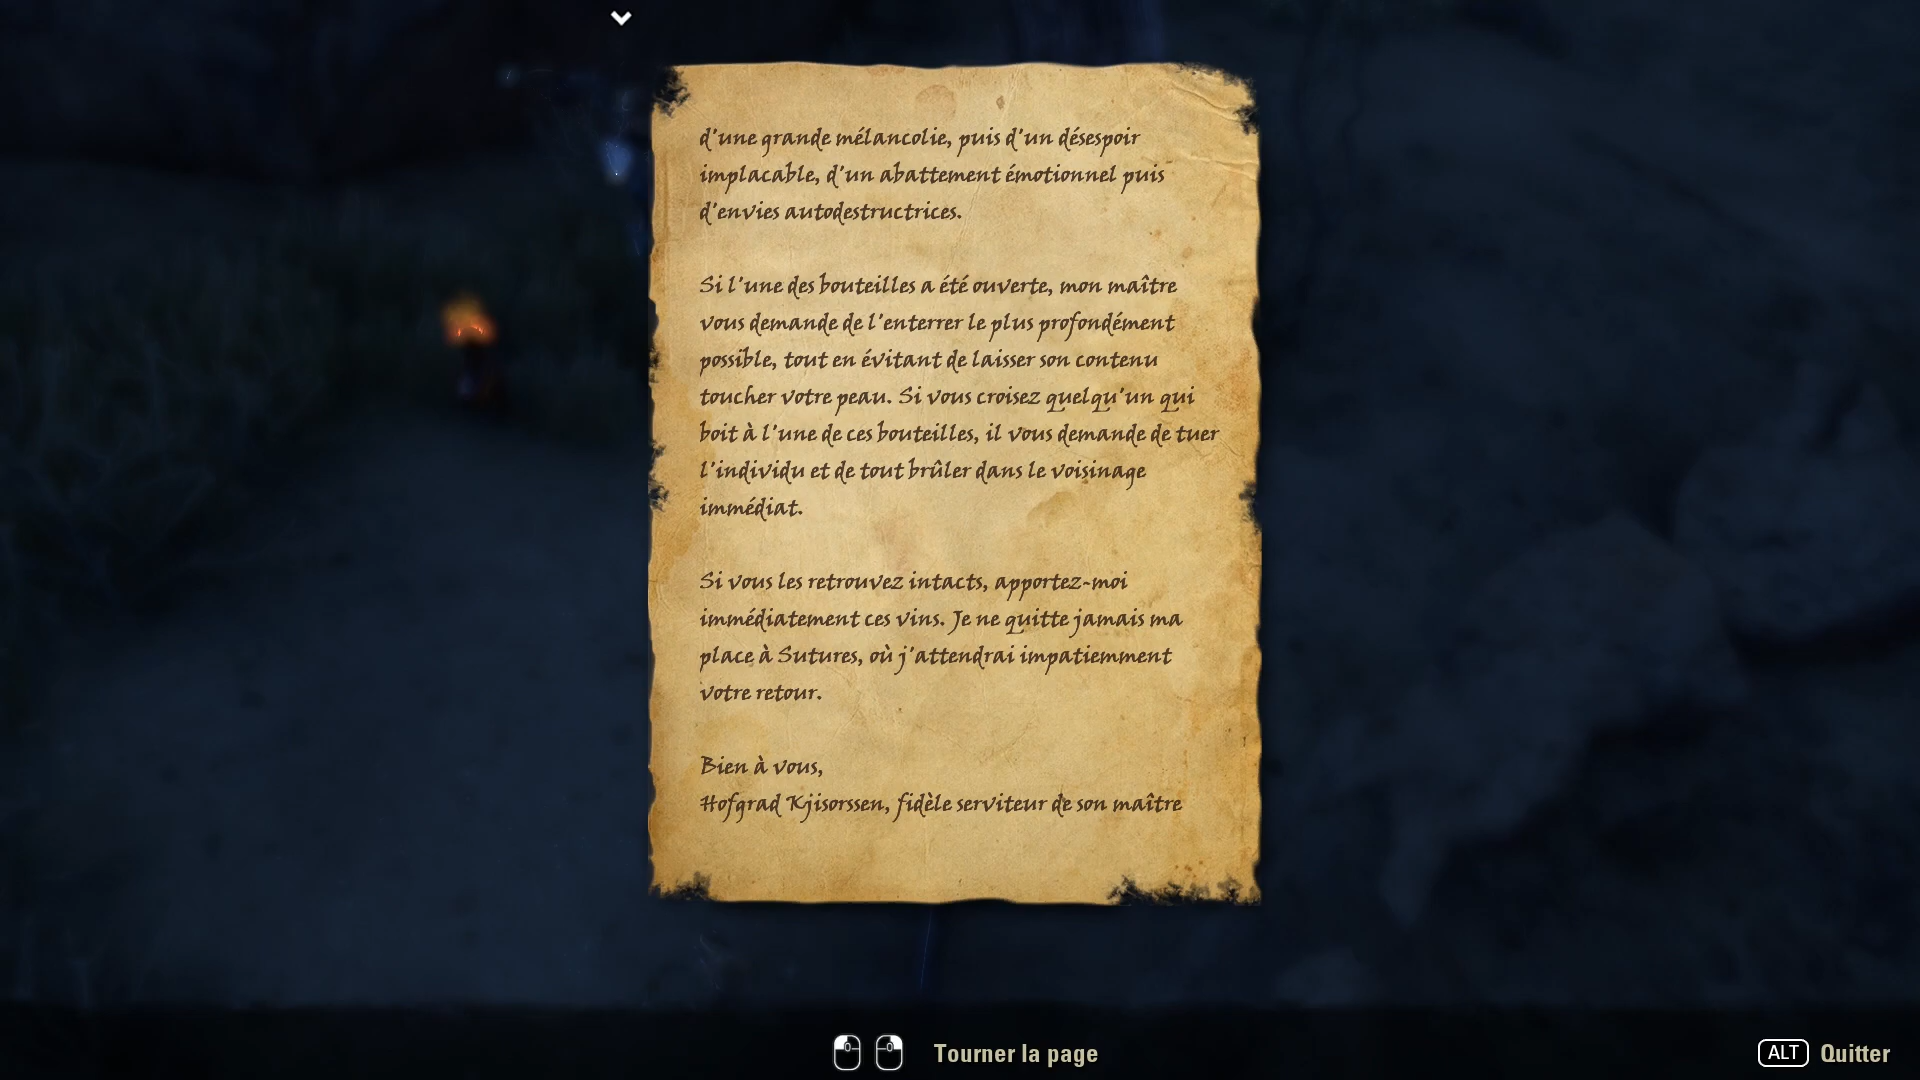 d'une grande mélancolie, puis d'un désespoir
implacable, d'un abattement émotionnel puis
d'envies autodestructrices.
Si l'une des bouteilles a été ouverte, mon maître
vous demande de l'enterrer le plus profondément
possible, tout en évitant de laisser son contenu
toucher votre peau. Si vous croisez quelqu'un qui
boit à l'une de ces bouteilles, il vous demande de tuer
l'individu et de tout brûler dans le voisinage
immédiat.
Si vous les retrouvez intacts, apportez-moi
immédiatement ces vins. Je ne quitte jamais ma
place à Sutures, où j'attendrai impatiemment
votre retour.
Bien à vous,
Hofgrad Kjisorssen, fidèle serviteur de son maître
Tourner la page
ALT Quitter